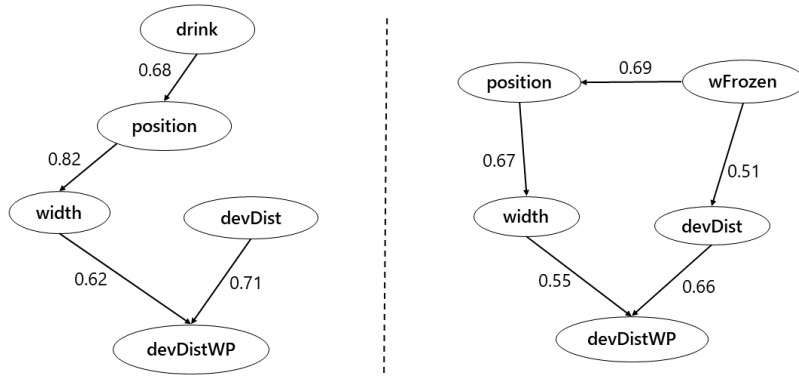 drink
0.68
position
0.82
width
devDist
0.62
0.71
devDistWP
position
0.69
wFrozen
0.67
0.51
width
devDist
0.55
0.66
devDistWP